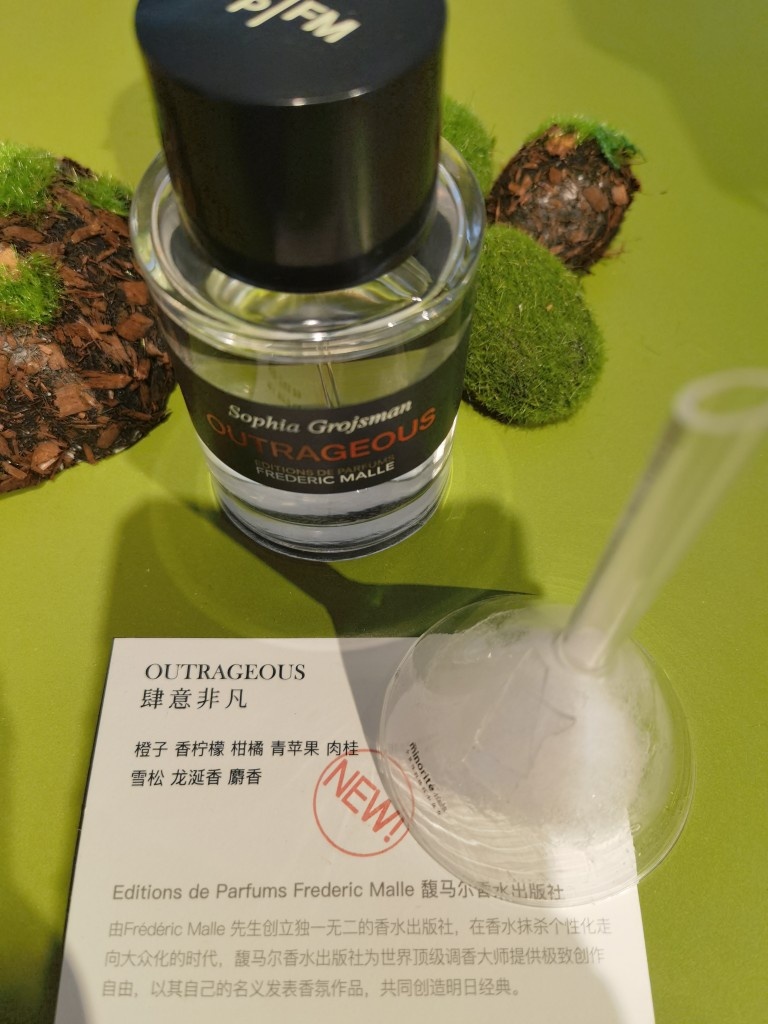 P/FM
Sophia Grojsman
OUTRAGEOUS
EDITIONS DE PARFUMS
FREDERIC MALLE
OUTRAGEOUS
肆意非凡
橙子 香柠檬 柑橘 青苹果 肉桂
雪松 龙涎香 麝香
NEW!
minorité
Editions de Parfums Frederic Malle 馥马尔香水出版社
由Frédéric Malle 先生创立独一无二的香水出版社，在香水抹杀个性化走
向大众化的时代，馥马尔香水出版社为世界顶级调香大师提供极致创作
自由，以其自己的名义发表香氛作品，共同创造明日经典。